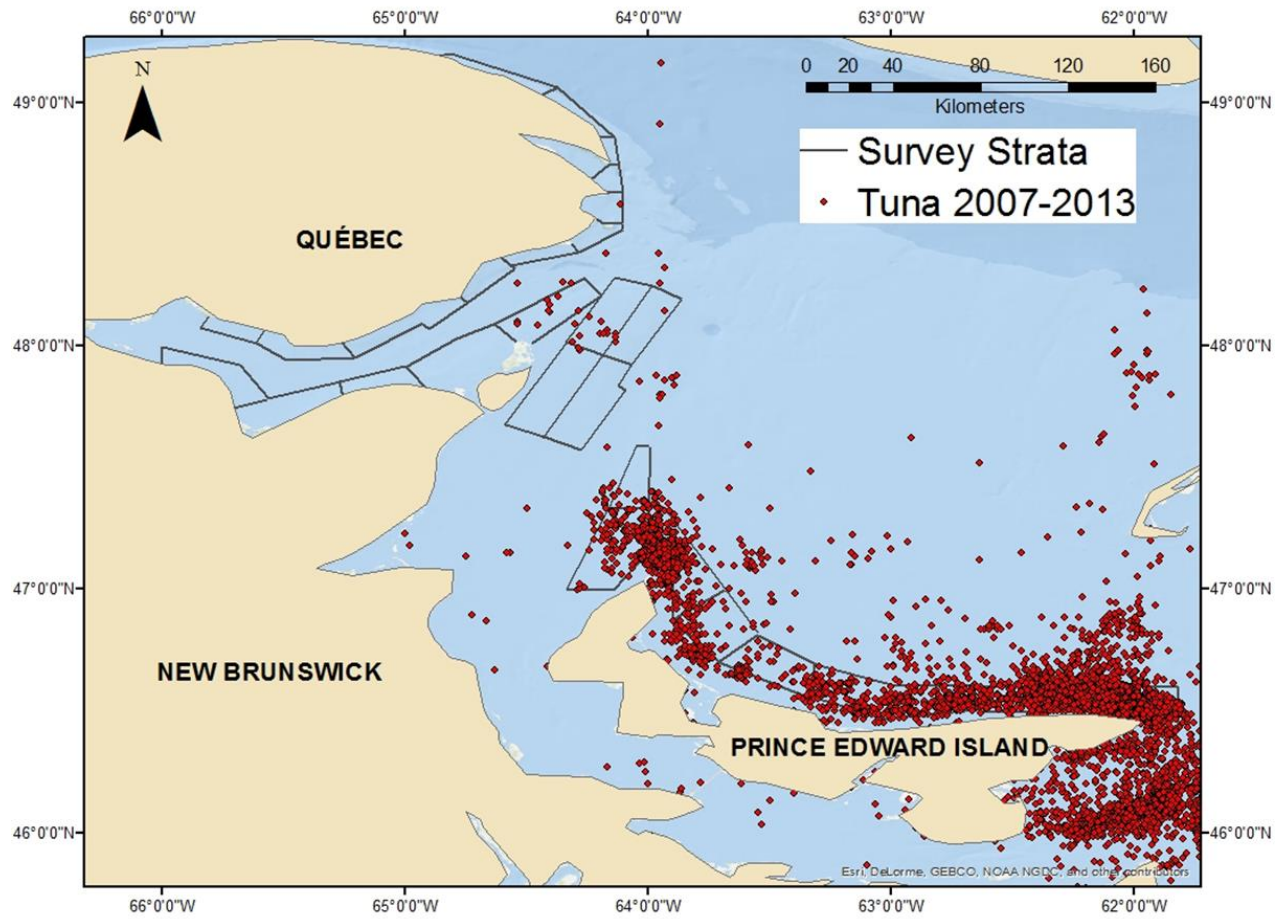 66°0'0"W 65°0'0"W 64°0'0"W 63°0'0"W 62°0'0"W
N
0 20 40 80 120 160
Kilometers
49°0'0"N 49°0'0"N
Survey Strata
Tuna 2007-2013
QUÉBEC
48°0'0"N 48°0'0"N
47°0'0"N 47°0'0"N
NEW BRUNSWICK
PRINCE EDWARD ISLAND
46°0'0"N 46°0'0"N
Esri, DeLorme, GEBCO, NOAA NGDC, and other contributors
66°0'0"W 65°0'0"W 64°0'0"W 63°0'0"W 62°0'0"W